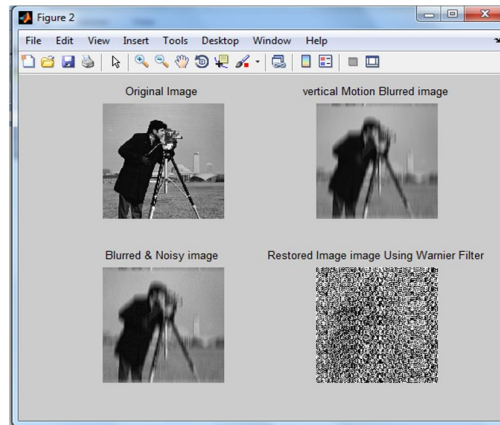 Figure 2
File Edit View Insert Tools Desktop Window Help
Original Image
vertical Motion Blurred image
Blurred & Noisy image
Restored Image image Using Warnier Filter